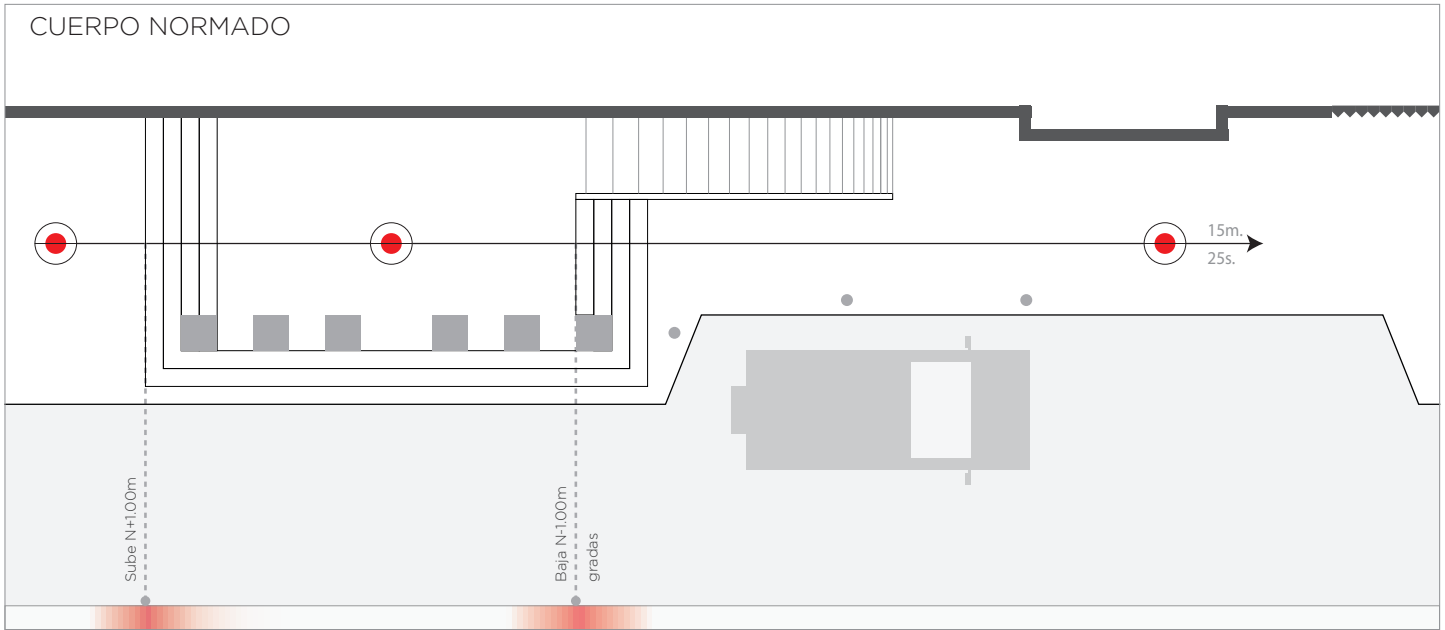 CUERPO NORMADO
15m.
25s.
Sube N+1.00m
Baja N-1.00m
gradas